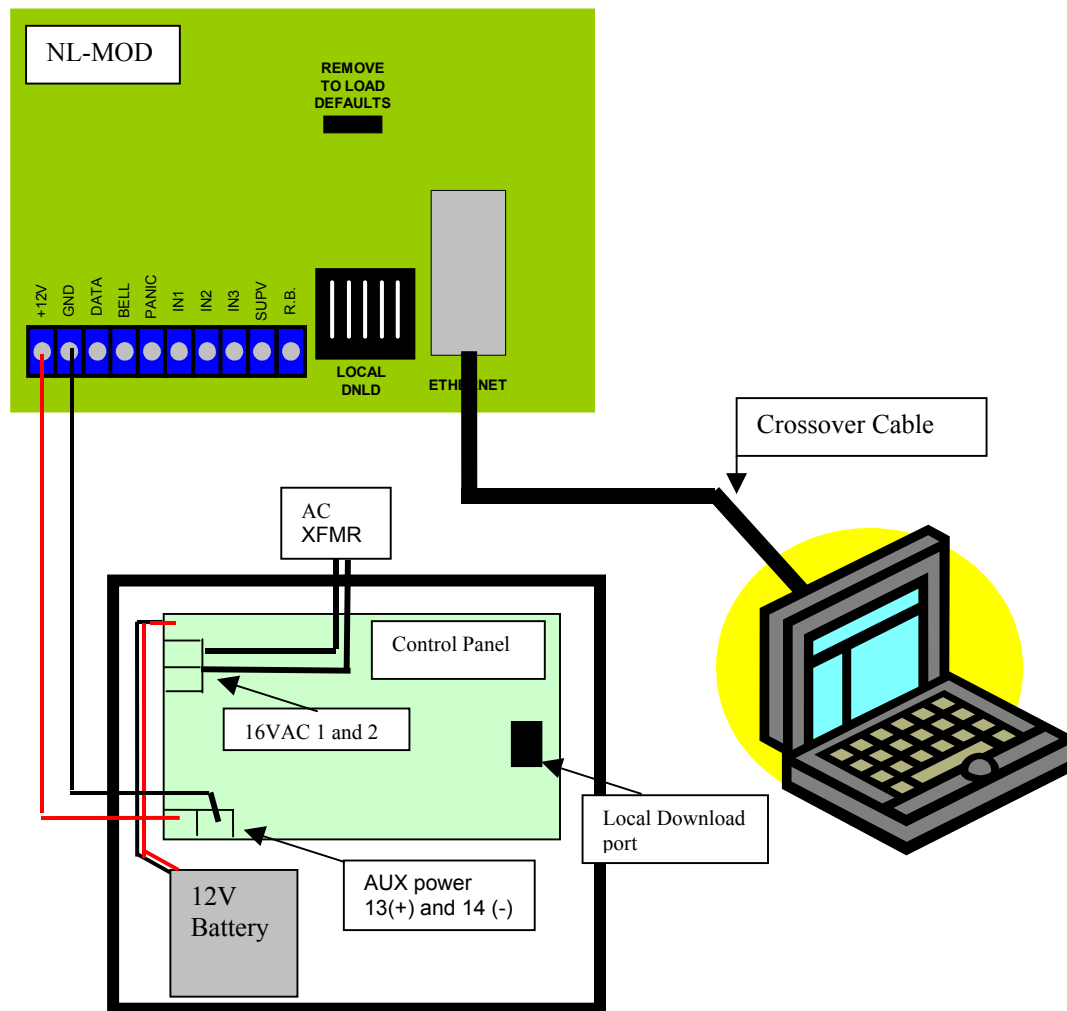 NL-MOD
REMOVE
TO LOAD
DEFAULTS
+12V
GND
DATA
BELL
PANIC
IN1
IN2
IN3
SUPV
R.B.
LOCAL
DNLD
ETHERNET
Crossover Cable
AC
XFMR
Control Panel
16VAC 1 and 2
Local Download
port
AUX power
13(+) and 14 (-)
12V
Battery